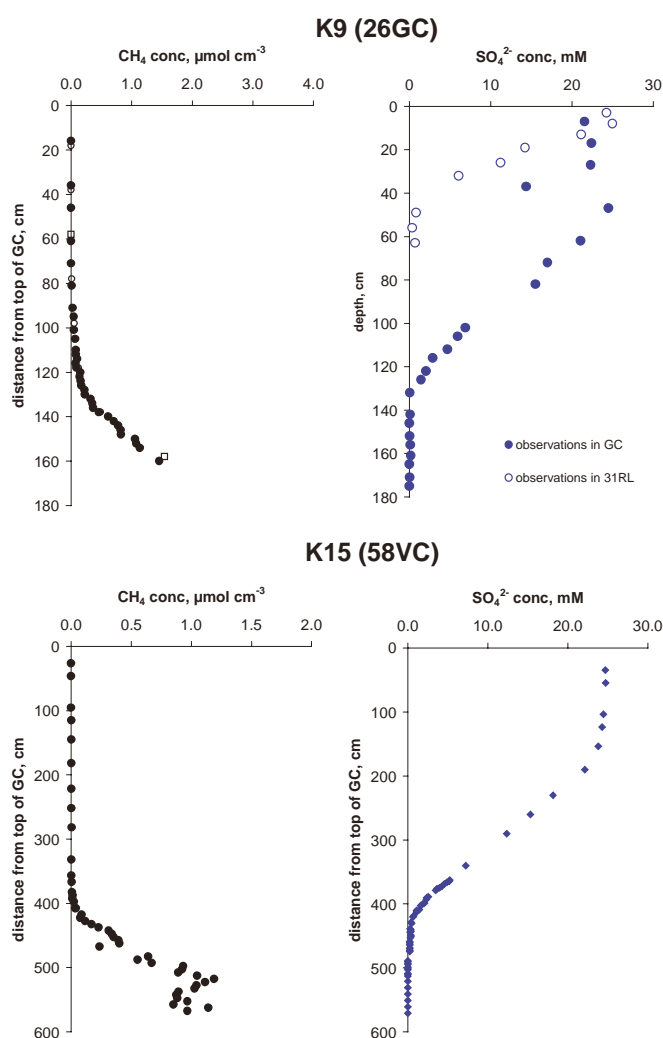 K9 (26GC)
CH4 conc, µmol cm-3
0.0 1.0 2.0 3.0 4.0
0
20
40
60
80
100
120
140
160
180
distance from top of GC, cm
SO42- conc, mM
0 10 20 30
0
20
40
60
80
100
120
140
160
180
depth, cm
observations in GC
observations in 31RL
K15 (58VC)
CH4 conc, µmol cm-3
0.0 0.5 1.0 1.5 2.0
0
100
200
300
400
500
600
distance from top of GC, cm
SO42- conc, mM
0.0 10.0 20.0 30.0
0
100
200
300
400
500
600
distance from top of GC, cm